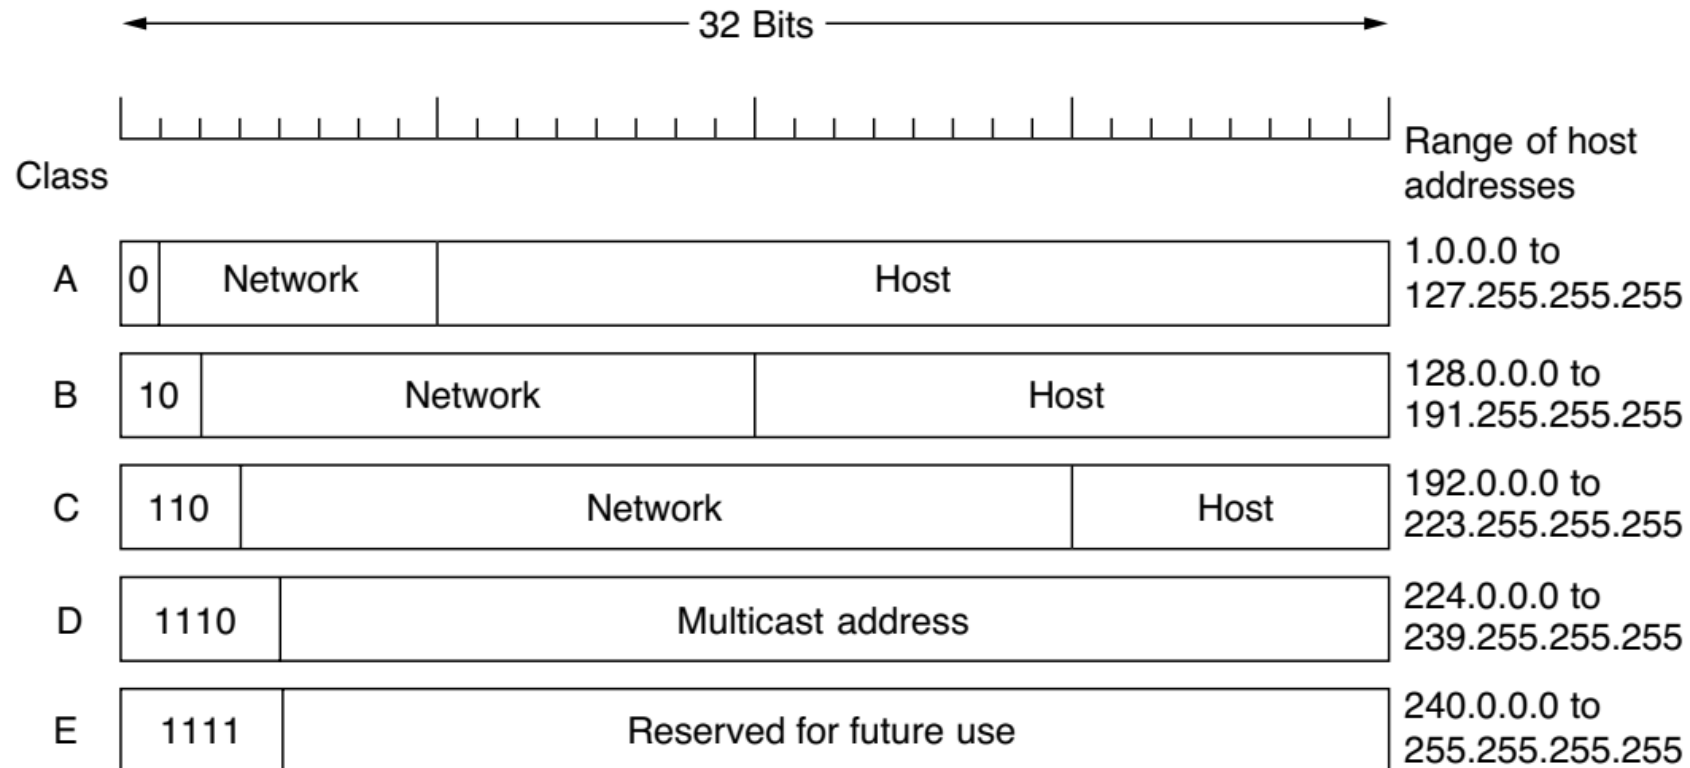 32 Bits
Range of host
addresses
Class
A
0
Network
Host
1.0.0.0 to
127.255.255.255
B
10
Network
Host
128.0.0.0 to
191.255.255.255
C
110
Network
Host
192.0.0.0 to
223.255.255.255
D
1110
Multicast address
224.0.0.0 to
239.255.255.255
E
1111
Reserved for future use
240.0.0.0 to
255.255.255.255